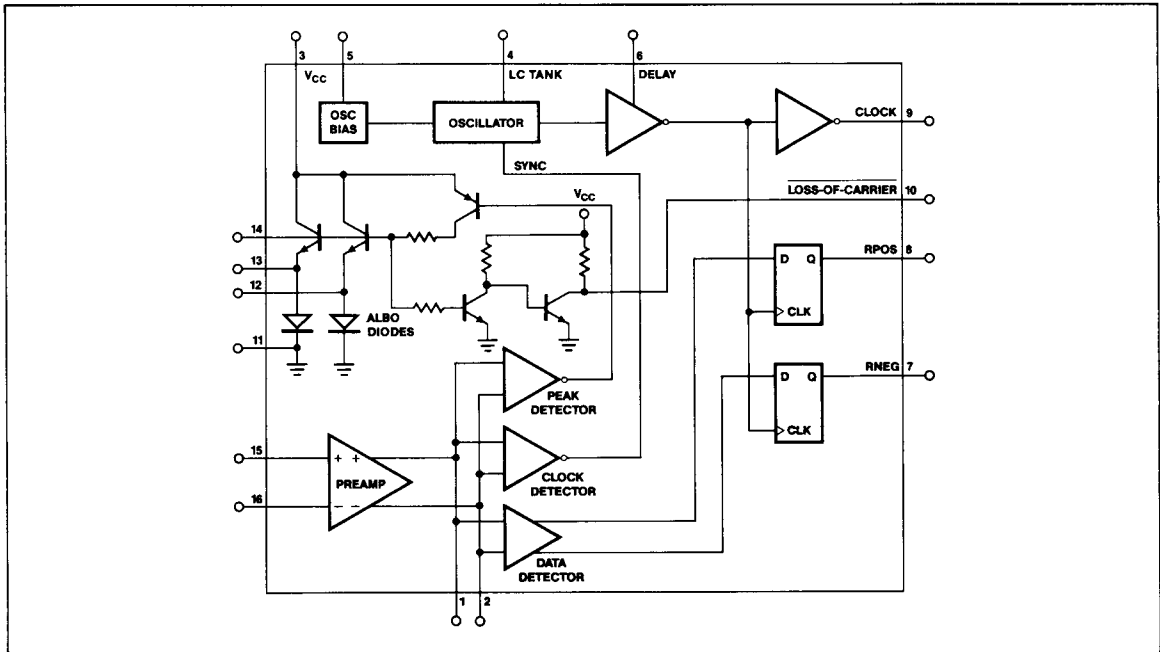 3
5
4
6
VCC
LC TANK
DELAY
OSC
BIAS
OSCILLATOR
CLOCK 9
SYNC
VCC
LOSS-OF-CARRIER
10
14
13
12
11
ALBO
DIODES
RPOS 8
D Q
CLK
RNEG 7
D Q
CLK
PEAK
DETECTOR
15
16
+ +
PREAMP
− −
CLOCK
DETECTOR
DATA
DETECTOR
1
2